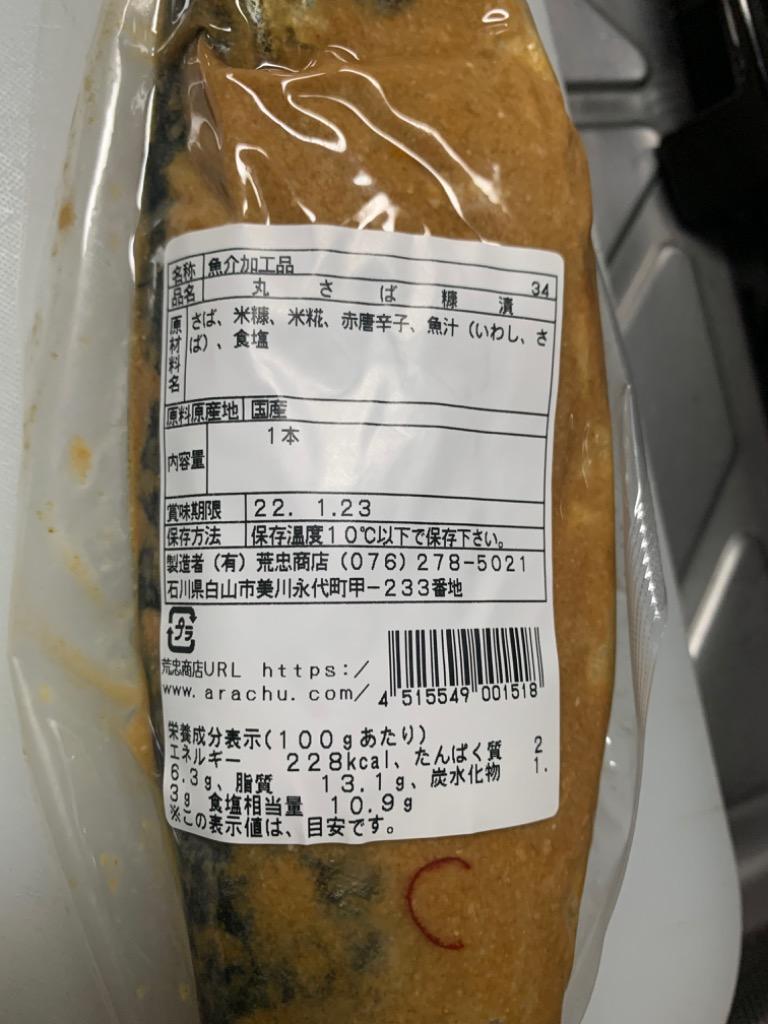 名称 魚介加工品
品名 丸さば糠漬 34
原材料名 さば、米糠、米糀、赤唐辛子、魚汁（いわし、さ
ば）、食塩
原料原産地 国産
内容量 1本
賞味期限 22. 1.23
保存方法 保存温度10℃以下で保存下さい。
製造者（有）荒忠商店（076）278-5021
石川県白山市美川永代町甲-233番地
プラ
荒忠商店URL https:/
/www.arachu.com/
4 515549 001518
栄養成分表示(100gあたり)
エネルギー 228kcal、たんぱく質 2
6.3g、脂質 13.1g、炭水化物 1.
3g 食塩相当量 10.9g
※この表示値は、目安です。